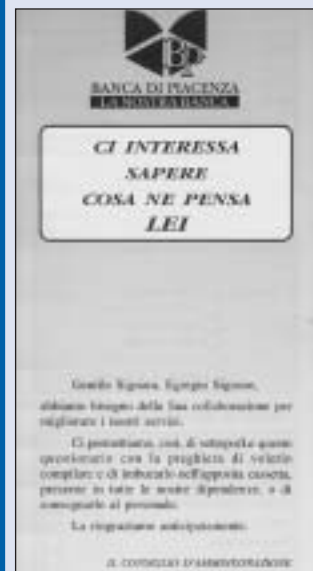 BP
BANCA DI PIACENZA
LA NOSTRA BANCA
CI INTERESSA
SAPERE
COSA NE PENSA
LEI
Gentile Signora, Egregio Signore,
abbiamo bisogno della Sua collaborazione per
migliorare i nostri servizi.
Ci permettiamo, così, di sottoporLe questo
questionario con la preghiera di volerlo
compilare e di imbucarlo nell'apposita cassetta,
presente in tutte le nostre dipendenze, o di
consegnarlo al personale.
La ringraziamo anticipatamente.
IL CONSIGLIO D'AMMINISTRAZIONE